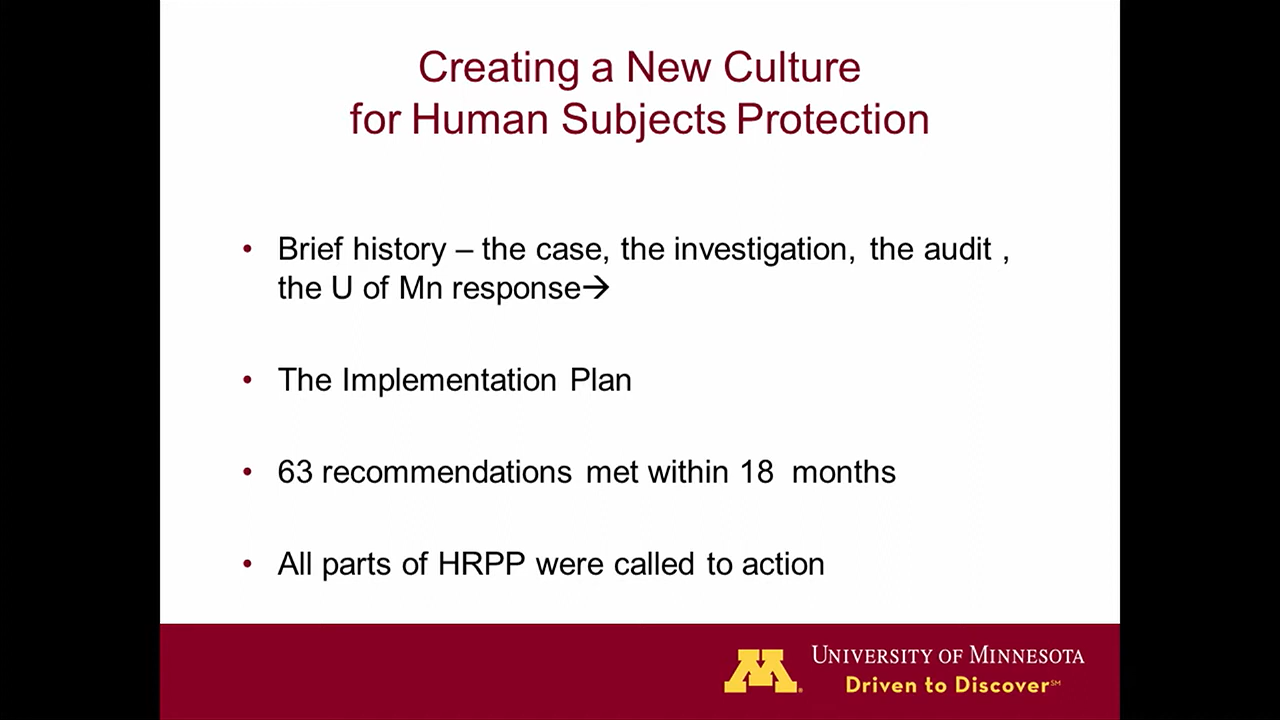 Creating a New Culture
for Human Subjects Protection
• Brief history – the case, the investigation, the audit ,
the U of Mn response→
• The Implementation Plan
• 63 recommendations met within 18 months
• All parts of HRPP were called to action
M
UNIVERSITY OF MINNESOTA
Driven to Discover℠